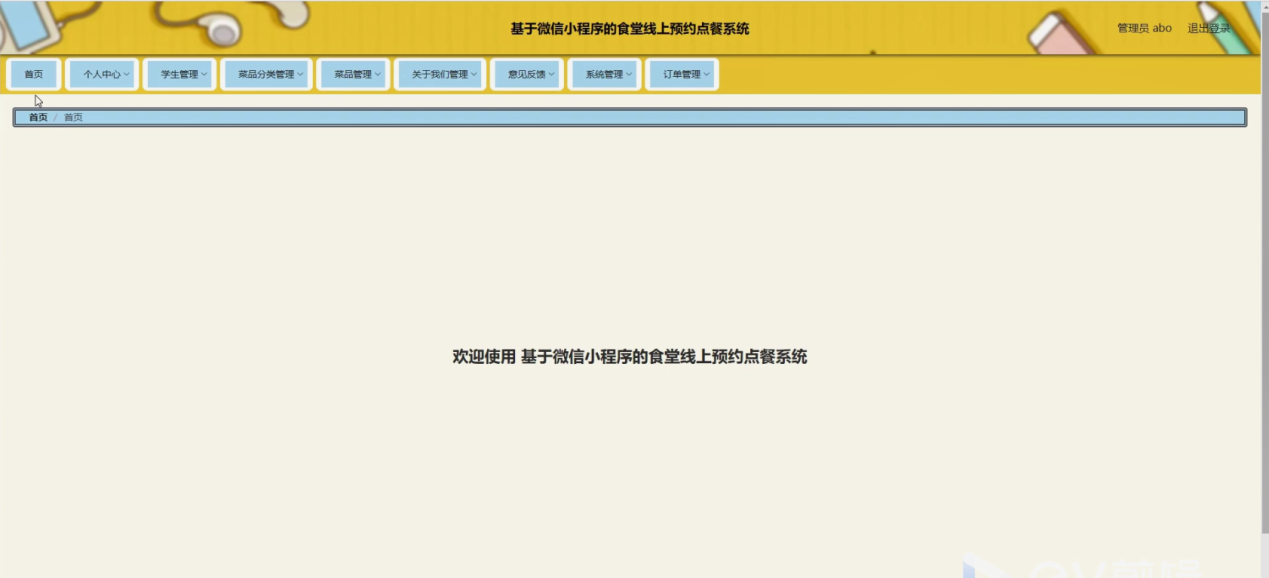 基于微信小程序的食堂线上预约点餐系统
管理员 abo 退出登录
首页 个人中心 学生管理 菜品分类管理 菜品管理 关于我们管理 意见反馈 系统管理 订单管理
首页 / 首页
欢迎使用 基于微信小程序的食堂线上预约点餐系统